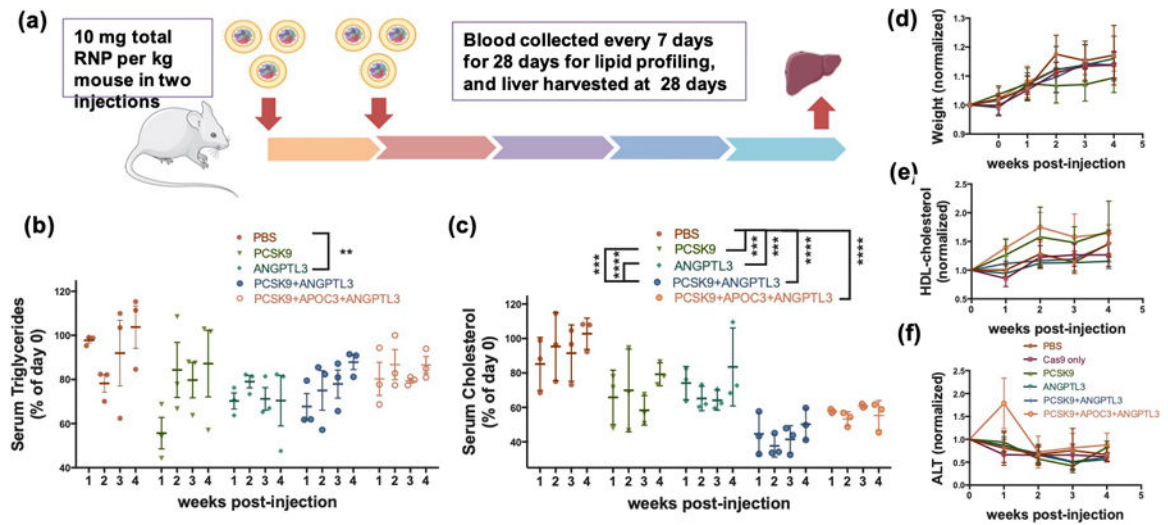 (a)
10 mg total
RNP per kg
mouse in two
injections
Blood collected every 7 days
for 28 days for lipid profiling,
and liver harvested at 28 days
(b)
PBS
PCSK9
ANGPTL3
PCSK9+ANGPTL3
PCSK9+APOC3+ANGPTL3
**
Serum Triglycerides
(% of day 0)
120
100
80
60
40
1 2 3 4 1 2 3 4 1 2 3 4 1 2 3 4 1 2 3 4
weeks post-injection
(c)
PBS
PCSK9
ANGPTL3
PCSK9+ANGPTL3
PCSK9+APOC3+ANGPTL3
***
****
***
***
****
****
Serum Cholesterol
(% of day 0)
120
100
80
60
40
1 2 3 4 1 2 3 4 1 2 3 4 1 2 3 4 1 2 3 4
weeks post-injection
(d)
Weight (normalized)
1.3
1.2
1.1
1.0
0.9
0 1 2 3 4 5
weeks post-injection
(e)
HDL-cholesterol
(normalized)
2.5
2.0
1.5
1.0
0.5
0 1 2 3 4 5
weeks post-injection
(f)
PBS
Cas9 only
PCSK9
ANGPTL3
PCSK9+ANGPTL3
PCSK9+APOC3+ANGPTL3
ALT (normalized)
2.5
2.0
1.5
1.0
0.5
0.0
0 1 2 3 4 5
weeks post-injection